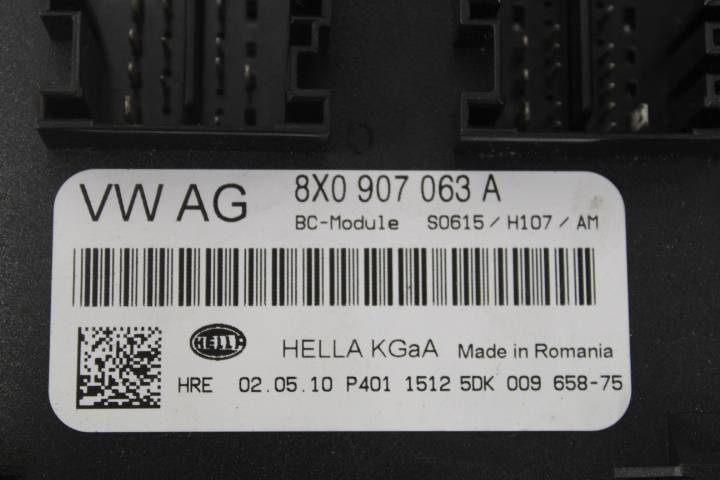 VW AG
8X0 907 063 A
BC-Module S0615 / H107 / AM
HELLA
HELLA KGaA Made in Romania
HRE 02.05.10 P401 1512 5DK 009 658-75